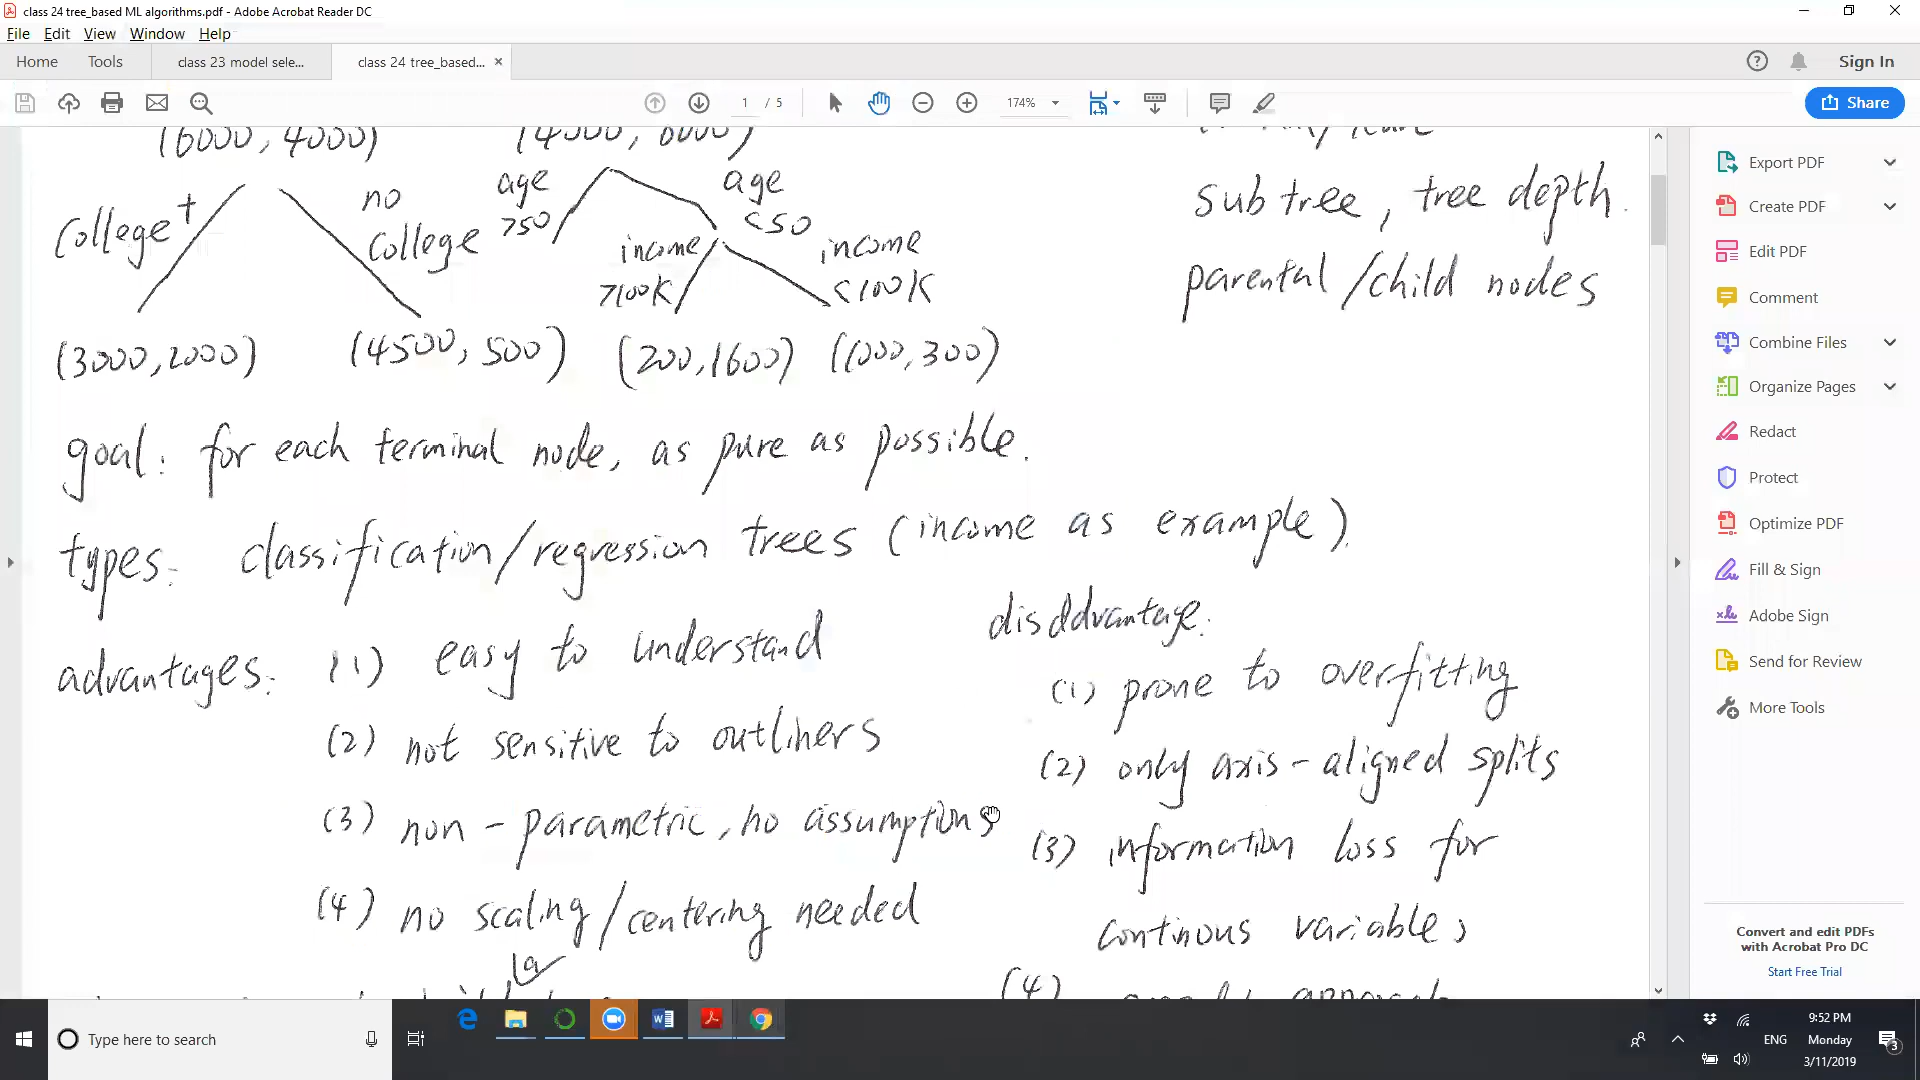 class 24 tree_based ML algorithms.pdf - Adobe Acrobat Reader DC
File Edit View Window Help
Home Tools class 23 model sele... class 24 tree_based... ×
1 / 5 174% Share
? Sign In
(6000, 4000) (4000, 6000)
sub tree, tree depth.
parental /child nodes
College+ no College age >50 age <50
income >100K income <100K
(3000,2000) (4500, 500) (200,1600) (1000,300)
goal: for each terminal node, as pure as possible.
types: classification/regression trees (income as example).
advantages: (1) easy to understand
(2) not sensitive to outliners
(3) non-parametric, no assumptions
(4) no scaling/centering needed
disddvantage:
(1) prone to overfitting
(2) only axis-aligned splits
(3) information loss for
continous variables
(4)
Export PDF
Create PDF
Edit PDF
Comment
Combine Files
Organize Pages
Redact
Protect
Optimize PDF
Fill & Sign
Adobe Sign
Send for Review
More Tools
Convert and edit PDFs
with Acrobat Pro DC
Start Free Trial
Type here to search
ENG
9:52 PM
Monday
3/11/2019
3